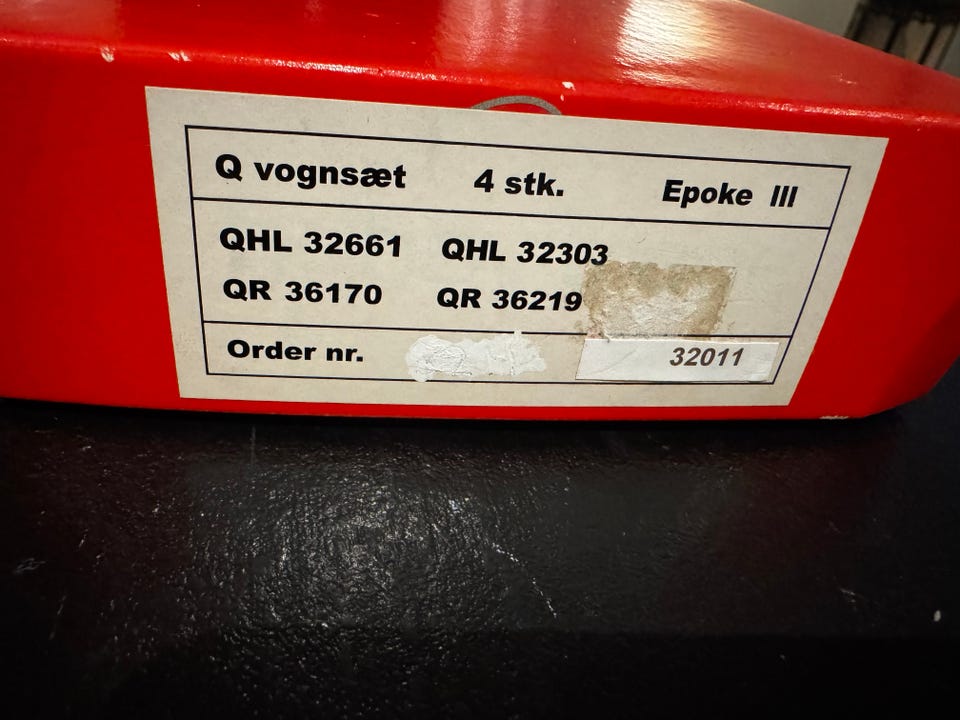 Q vognsæt 4 stk. Epoke III
QHL 32661 QHL 32303
QR 36170 QR 36219
Order nr. 32011